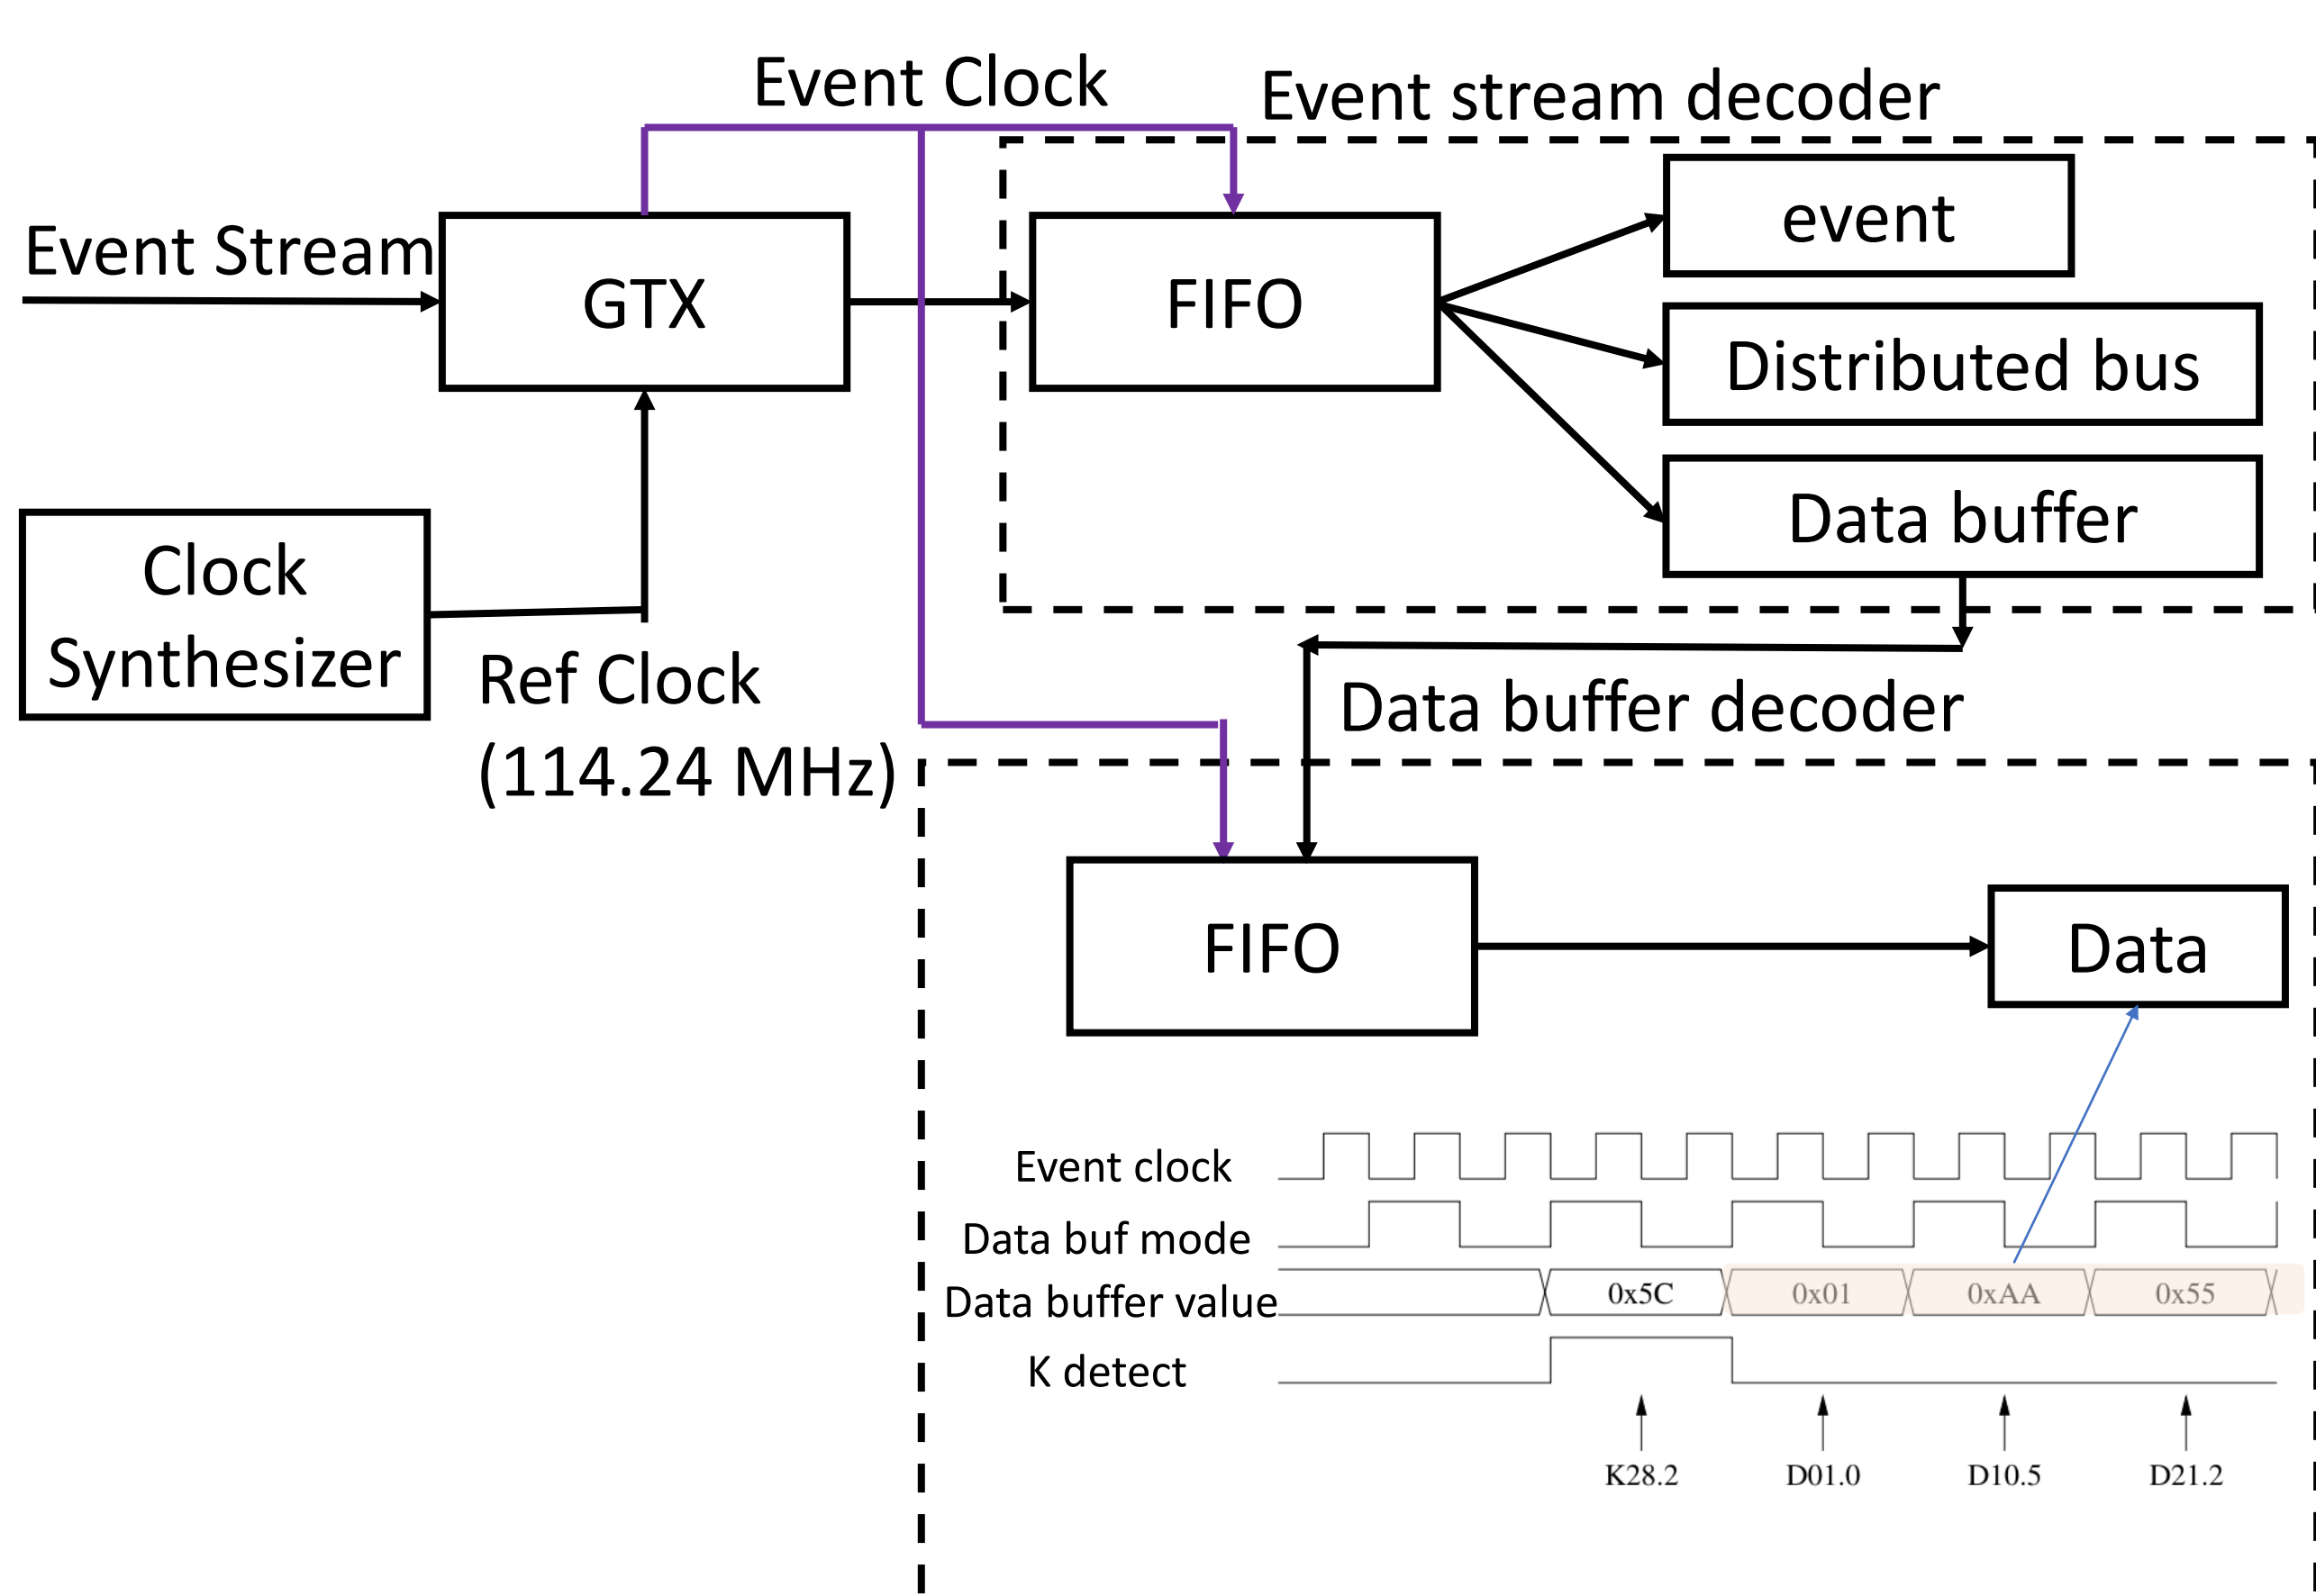 Event Clock
Event stream decoder
Event Stream
GTX
FIFO
event
Distributed bus
Data buffer
Clock
Synthesizer
Ref Clock
(114.24 MHz)
Data buffer decoder
FIFO
Data
Event clock
Data buf mode
Data buffer value
0x5C
0x01
0xAA
0x55
K detect
K28.2
D01.0
D10.5
D21.2